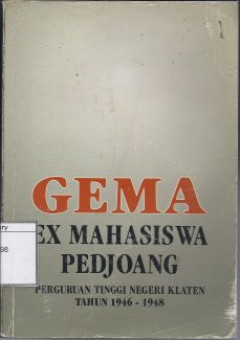 GEMA
EX MAHASISWA
PEDJOANG
PERGURUAN TINGGI NEGERI KLATEN
TAHUN 1946 - 1948